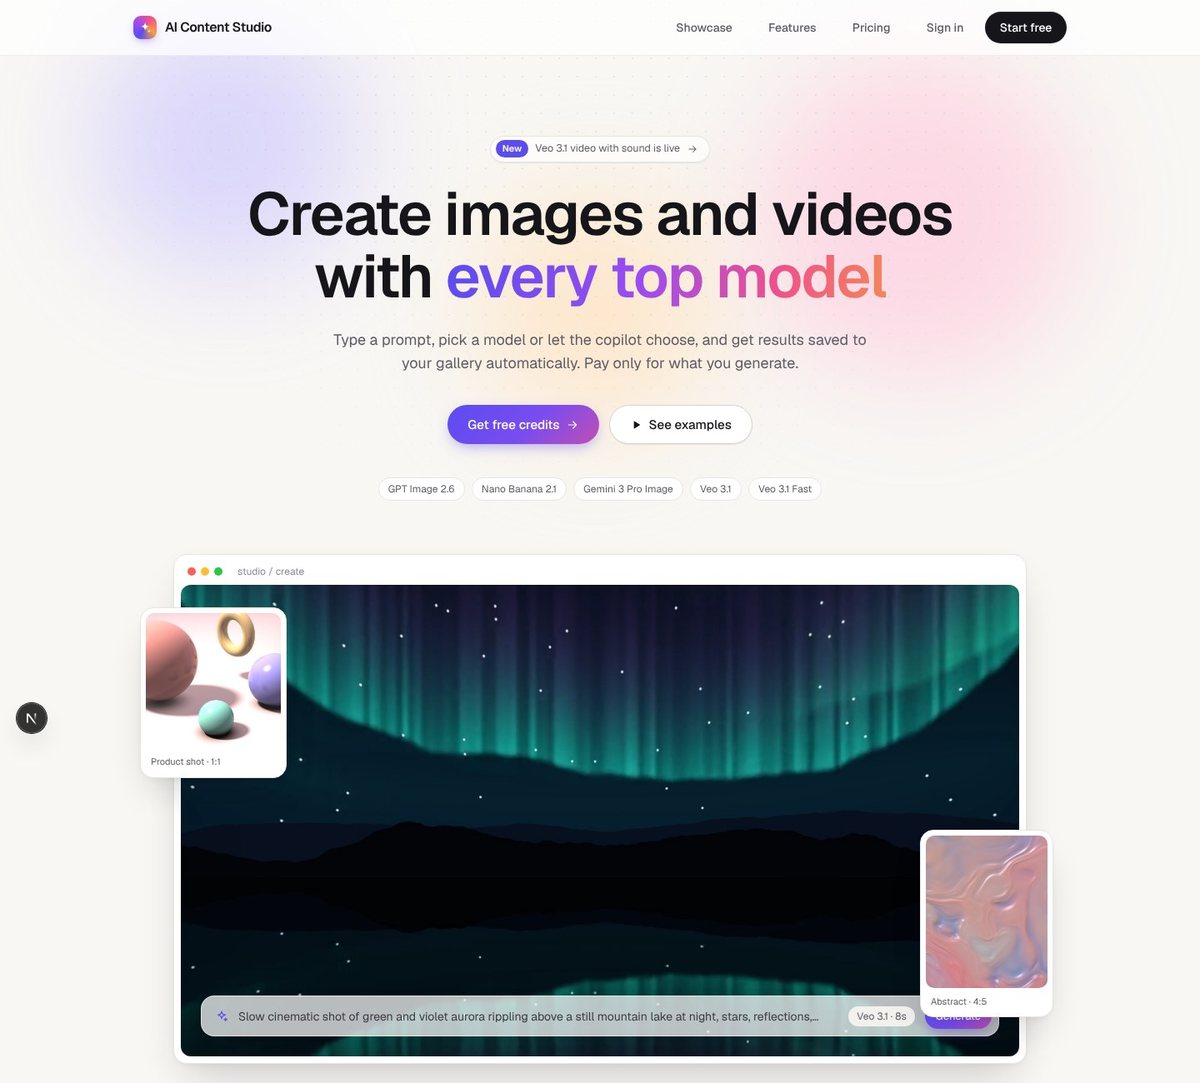 AI Content Studio
Showcase
Features
Pricing
Sign in
Start free
New Veo 3.1 video with sound is live →
Create images and videos
with every top model
Type a prompt, pick a model or let the copilot choose, and get results saved to
your gallery automatically. Pay only for what you generate.
Get free credits →
See examples
GPT Image 2.6
Nano Banana 2.1
Gemini 3 Pro Image
Veo 3.1
Veo 3.1 Fast
studio / create
Product shot · 1:1
N
Abstract · 4:5
Slow cinematic shot of green and violet aurora rippling above a still mountain lake at night, stars, reflections,…
Veo 3.1 · 8s
Generate